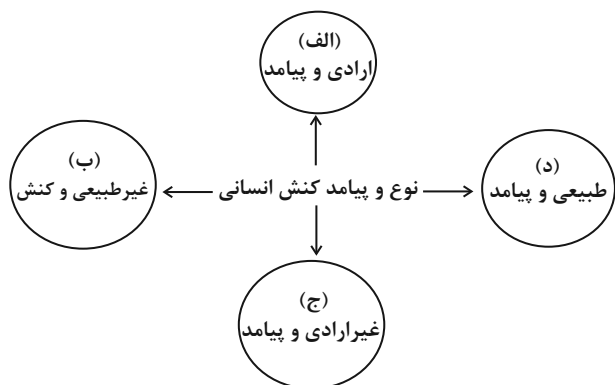 (الف)
ارادی و پیامد
(د)
طبیعی و پیامد
نوع و پیامد کنش انسانی
(ب)
غیرطبیعی و کنش
(ج)
غیرارادی و پیامد